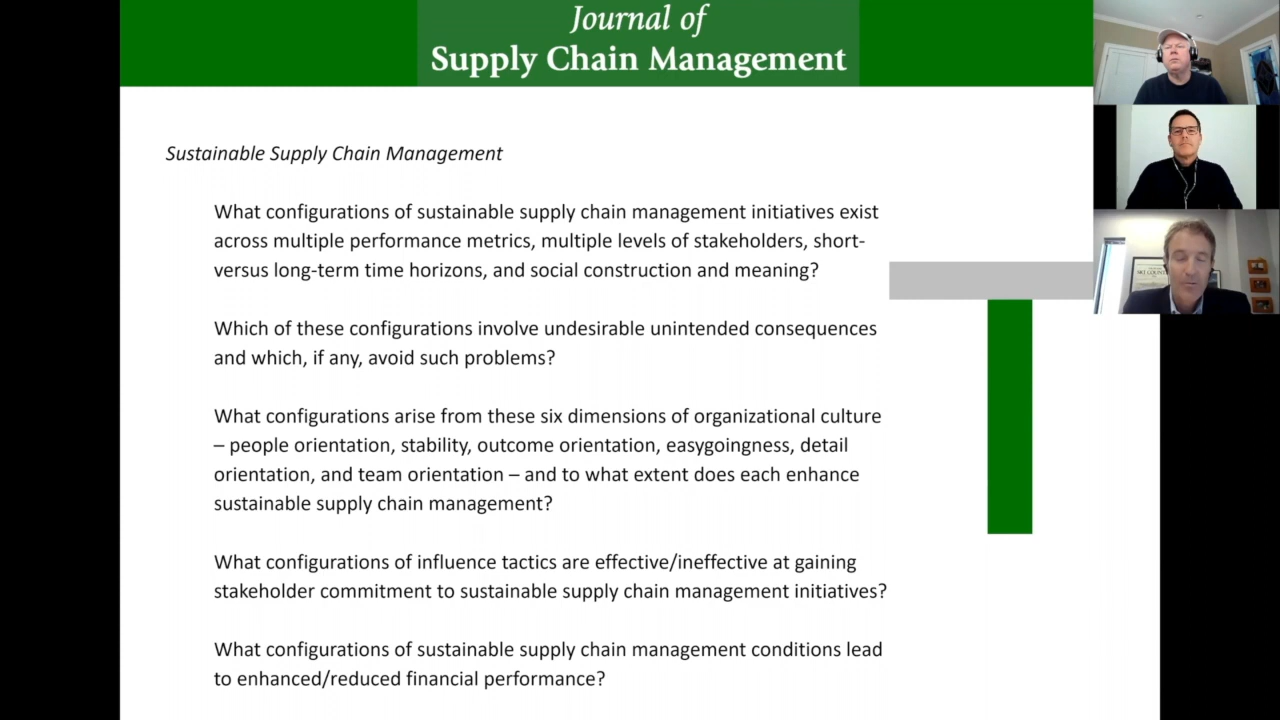 Journal of
Supply Chain Management
Sustainable Supply Chain Management
What configurations of sustainable supply chain management initiatives exist
across multiple performance metrics, multiple levels of stakeholders, short-
versus long-term time horizons, and social construction and meaning?
Which of these configurations involve undesirable unintended consequences
and which, if any, avoid such problems?
What configurations arise from these six dimensions of organizational culture
– people orientation, stability, outcome orientation, easygoingness, detail
orientation, and team orientation – and to what extent does each enhance
sustainable supply chain management?
What configurations of influence tactics are effective/ineffective at gaining
stakeholder commitment to sustainable supply chain management initiatives?
What configurations of sustainable supply chain management conditions lead
to enhanced/reduced financial performance?